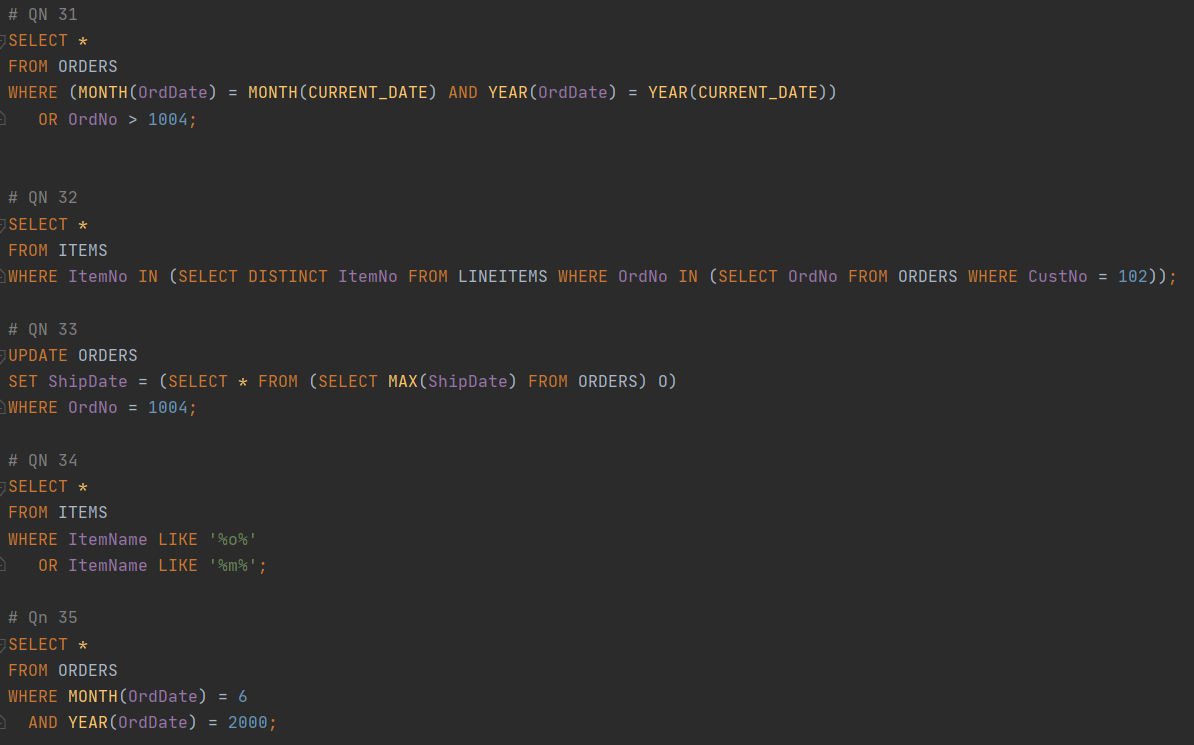 # QN 31
SELECT *
FROM ORDERS
WHERE (MONTH(OrdDate) = MONTH(CURRENT_DATE) AND YEAR(OrdDate) = YEAR(CURRENT_DATE))
   OR OrdNo > 1004;
# QN 32
SELECT *
FROM ITEMS
WHERE ItemNo IN (SELECT DISTINCT ItemNo FROM LINEITEMS WHERE OrdNo IN (SELECT OrdNo FROM ORDERS WHERE CustNo = 102));
# QN 33
UPDATE ORDERS
SET ShipDate = (SELECT * FROM (SELECT MAX(ShipDate) FROM ORDERS) O)
WHERE OrdNo = 1004;
# QN 34
SELECT *
FROM ITEMS
WHERE ItemName LIKE '%o%'
   OR ItemName LIKE '%m%';
# Qn 35
SELECT *
FROM ORDERS
WHERE MONTH(OrdDate) = 6
  AND YEAR(OrdDate) = 2000;